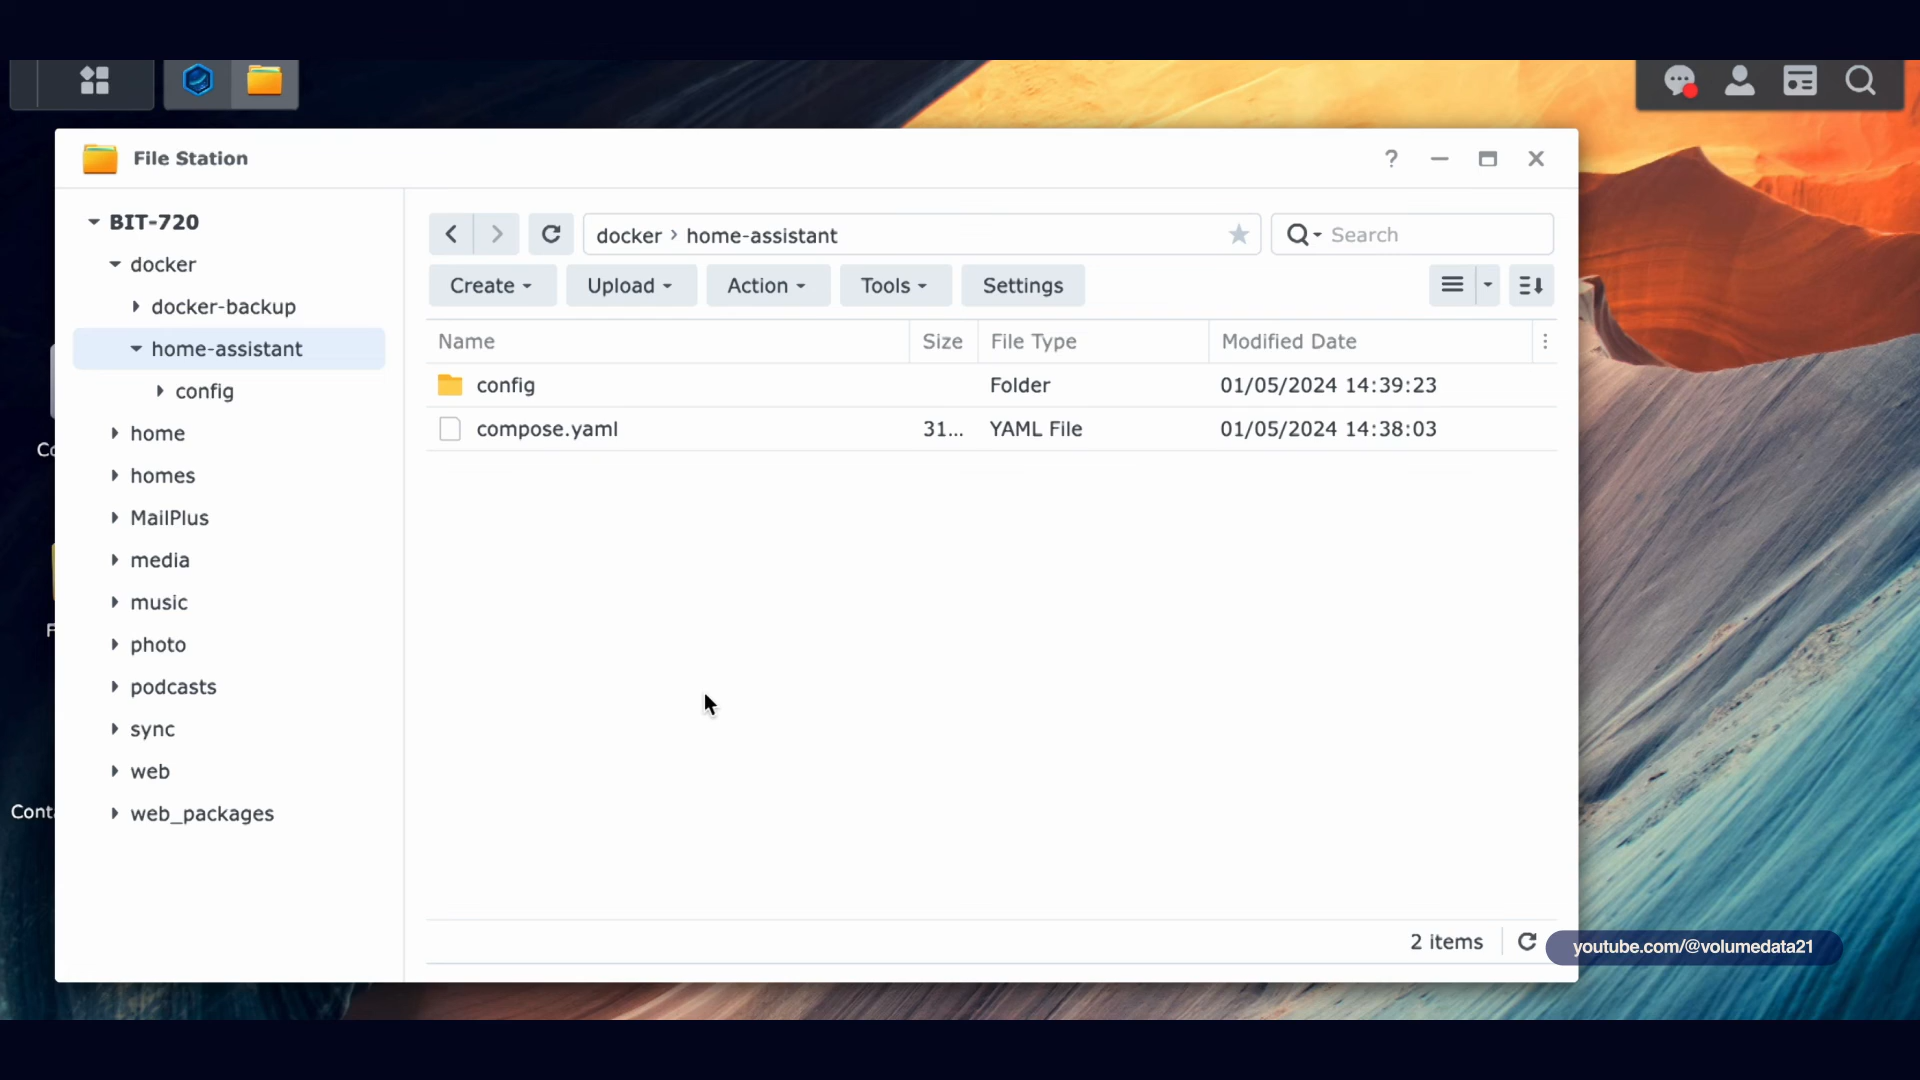 File Station
BIT-720
docker
docker-backup
home-assistant
config
home
homes
MailPlus
media
music
photo
podcasts
sync
web
web_packages
docker › home-assistant
Search
Create
Upload
Action
Tools
Settings
Name Size File Type Modified Date
config Folder 01/05/2024 14:39:23
compose.yaml 31... YAML File 01/05/2024 14:38:03
2 items
youtube.com/@volumedata21
Co
F
Cont